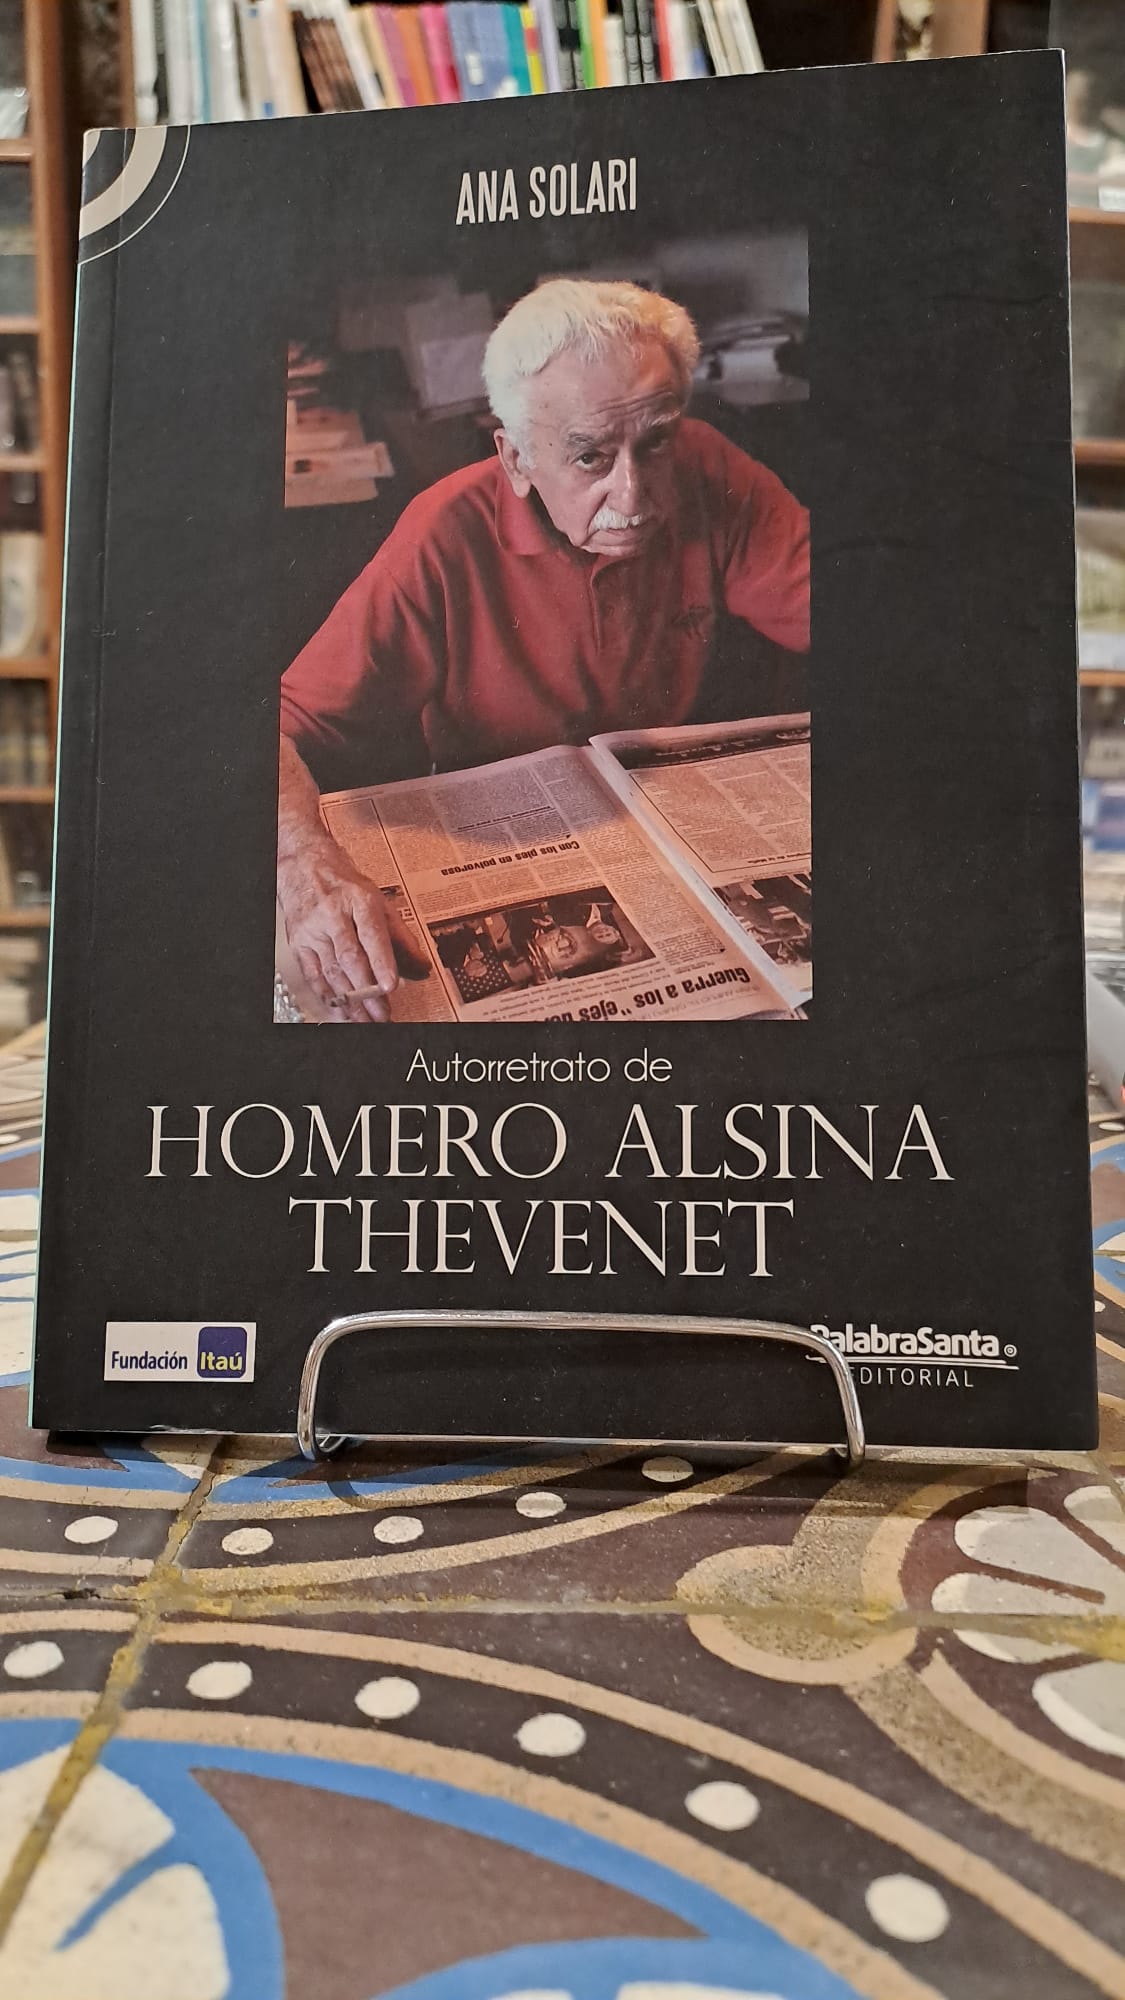 ANA SOLARI
Con los pies en polvorosa
Guerra a los "ejes de
Autorretrato de
HOMERO ALSINA
THEVENET
Fundación Itaú
PalabraSanta
EDITORIAL